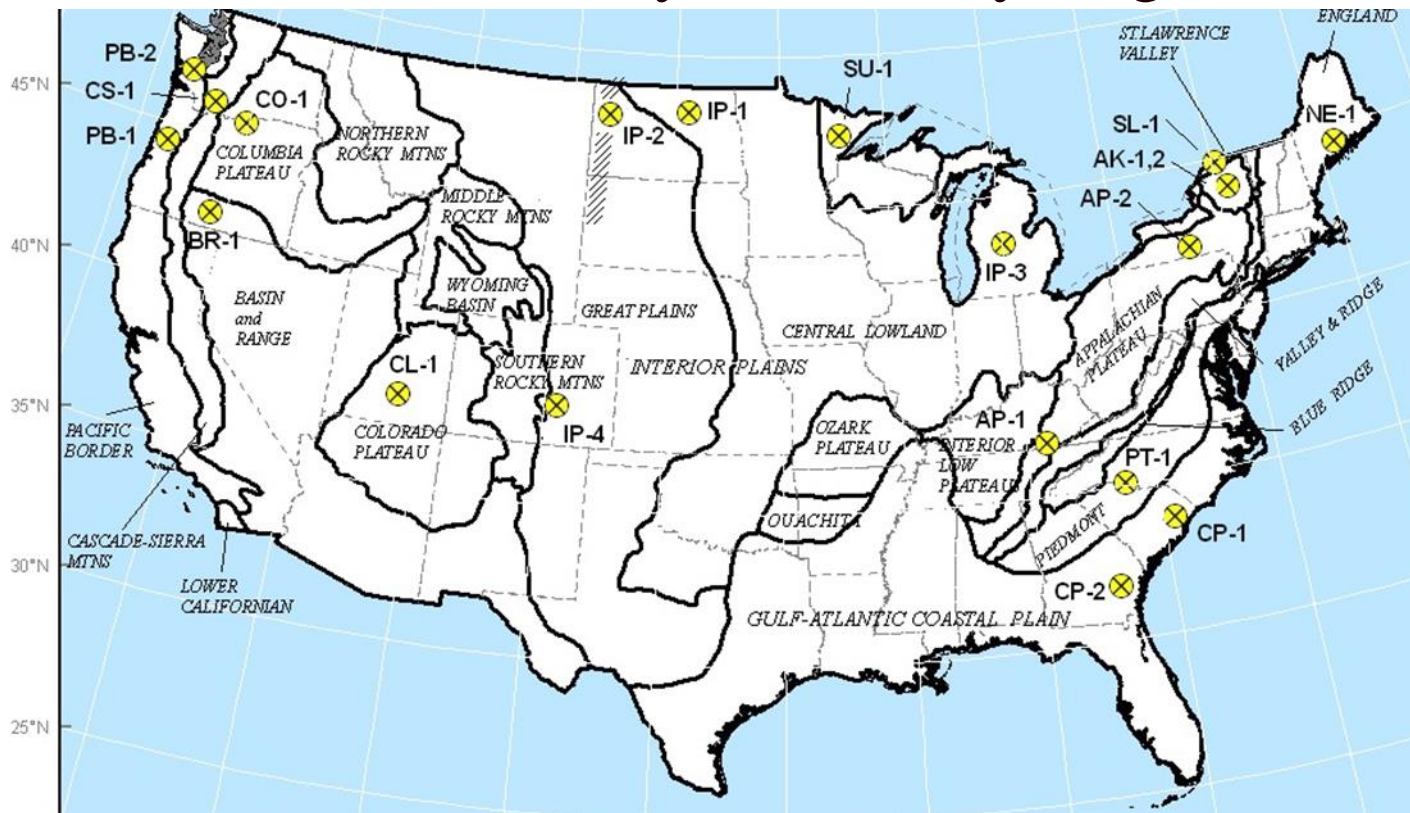 ENGLAND
ST.LAWRENCE
VALLEY
PB-2
45°N
CS-1
CO-1
PB-1
COLUMBIA
PLATEAU
NORTHERN
ROCKY MTNS
IP-2
IP-1
SU-1
SL-1
NE-1
AK-1,2
AP-2
MIDDLE
ROCKY MTNS
40°N
BR-1
IP-3
BASIN
and
RANGE
WYOMING
BASIN
GREAT PLAINS
CENTRAL LOWLAND
APPALACHIAN
PLATEAU
VALLEY & RIDGE
CL-1
SOUTHERN
ROCKY MTNS
INTERIOR PLAINS
BLUE RIDGE
35°N
PACIFIC
BORDER
COLORADO
PLATEAU
IP-4
OZARK
PLATEAU
AP-1
INTERIOR
LOW
PLATEAUS
PT-1
OUACHITA
PIEDMONT
CP-1
CASCADE-SIERRA
MTNS
30°N
LOWER
CALIFORNIAN
CP-2
GULF-ATLANTIC COASTAL PLAIN
25°N